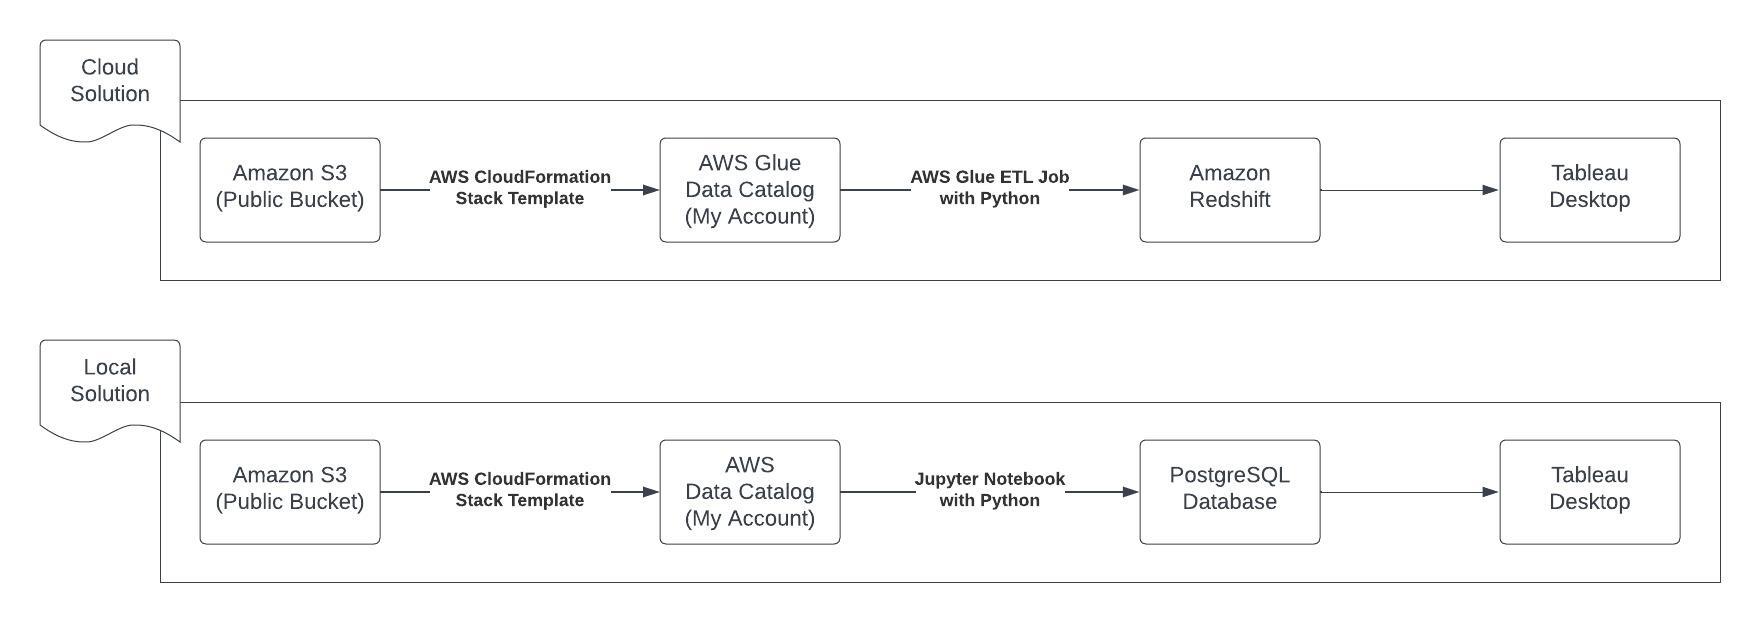 Cloud
Solution
Amazon S3
(Public Bucket)
AWS CloudFormation
Stack Template
AWS Glue
Data Catalog
(My Account)
AWS Glue ETL Job
with Python
Amazon
Redshift
Tableau
Desktop
Local
Solution
Amazon S3
(Public Bucket)
AWS CloudFormation
Stack Template
AWS
Data Catalog
(My Account)
Jupyter Notebook
with Python
PostgreSQL
Database
Tableau
Desktop